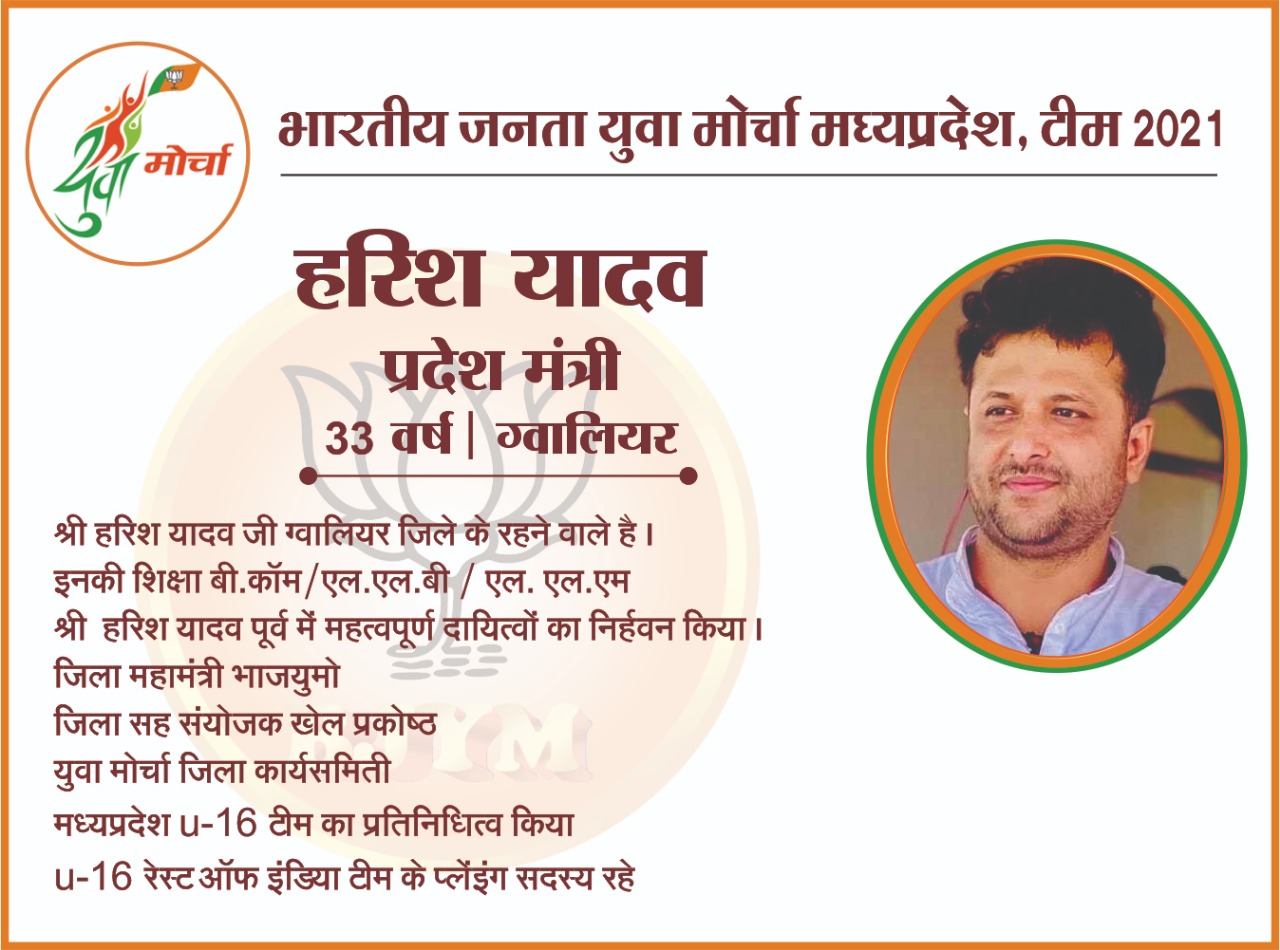 युवा मोर्चा
भारतीय जनता युवा मोर्चा मध्यप्रदेश, टीम 2021
हरिश यादव
प्रदेश मंत्री
33 वर्ष | ग्वालियर
श्री हरिश यादव जी ग्वालियर जिले के रहने वाले है ।
इनकी शिक्षा बी.कॉम/एल.एल.बी / एल. एल.एम
श्री हरिश यादव पूर्व में महत्वपूर्ण दायित्वों का निर्हवन किया ।
जिला महामंत्री भाजयुमो
जिला सह संयोजक खेल प्रकोष्ठ
युवा मोर्चा जिला कार्यसमिती
मध्यप्रदेश u-16 टीम का प्रतिनिधित्व किया
u-16 रेस्ट ऑफ इंडिया टीम के प्लेंइंग सदस्य रहे